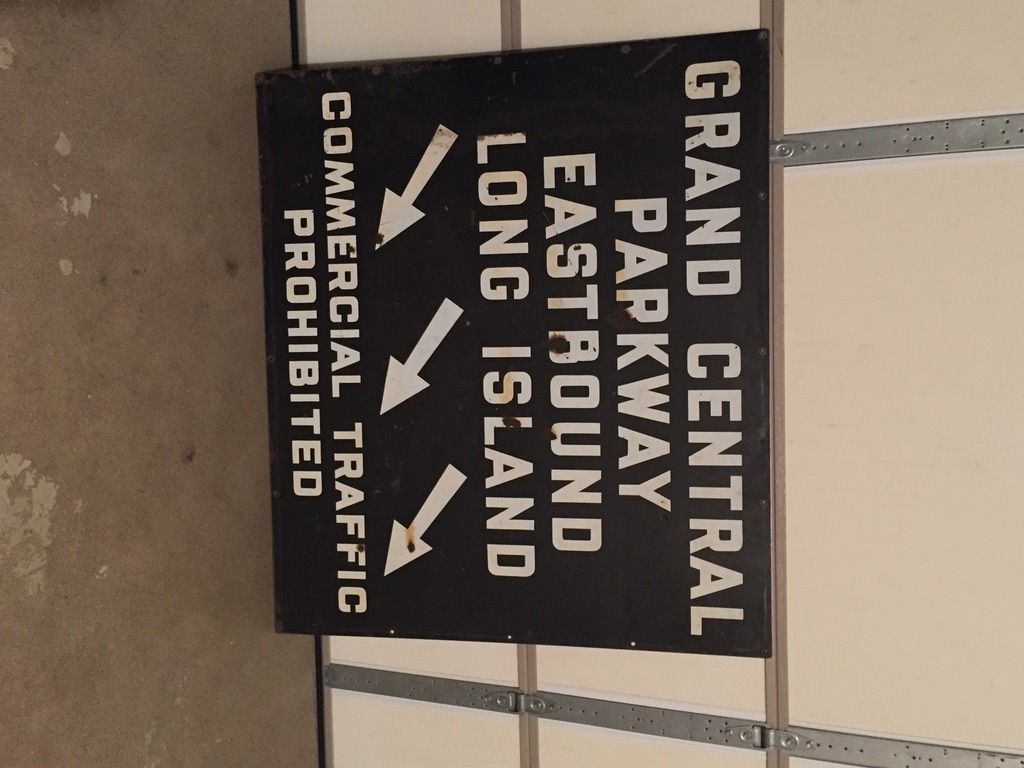 GRAND CENTRAL
PARKWAY
EASTBOUND
LONG ISLAND
COMMERCIAL TRAFFIC
PROHIBITED